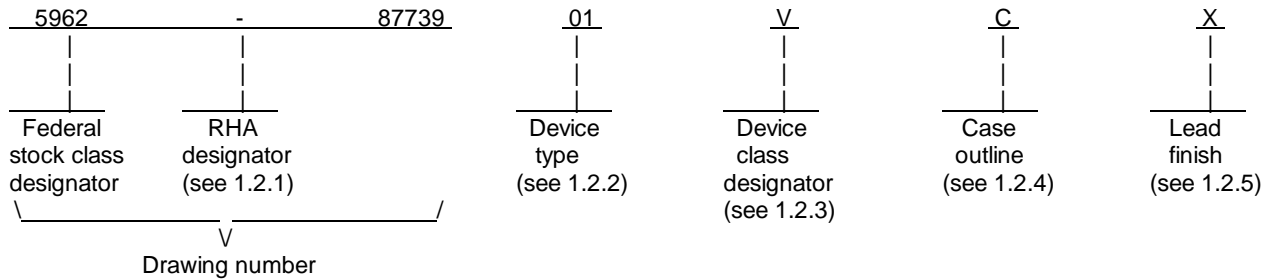 5962 - 87739 01 V C X
Federal stock class designator
RHA designator (see 1.2.1)
Device type (see 1.2.2)
Device class designator (see 1.2.3)
Case outline (see 1.2.4)
Lead finish (see 1.2.5)
Drawing number